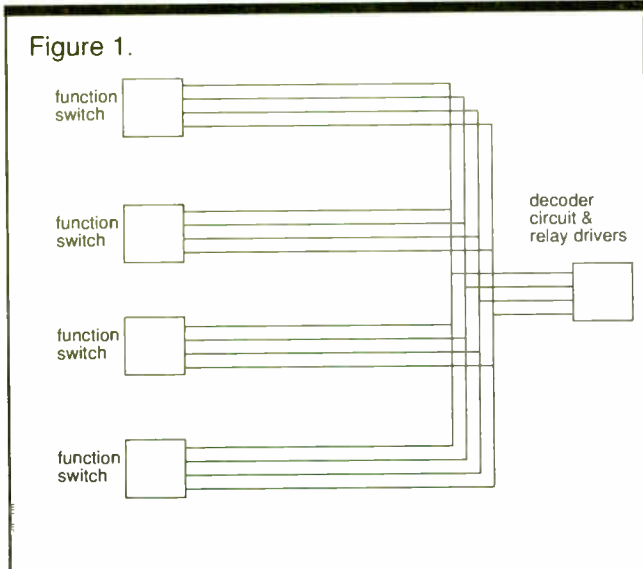 Figure 1.
function
switch
function
switch
decoder
circuit &
relay drivers
function
switch
function
switch